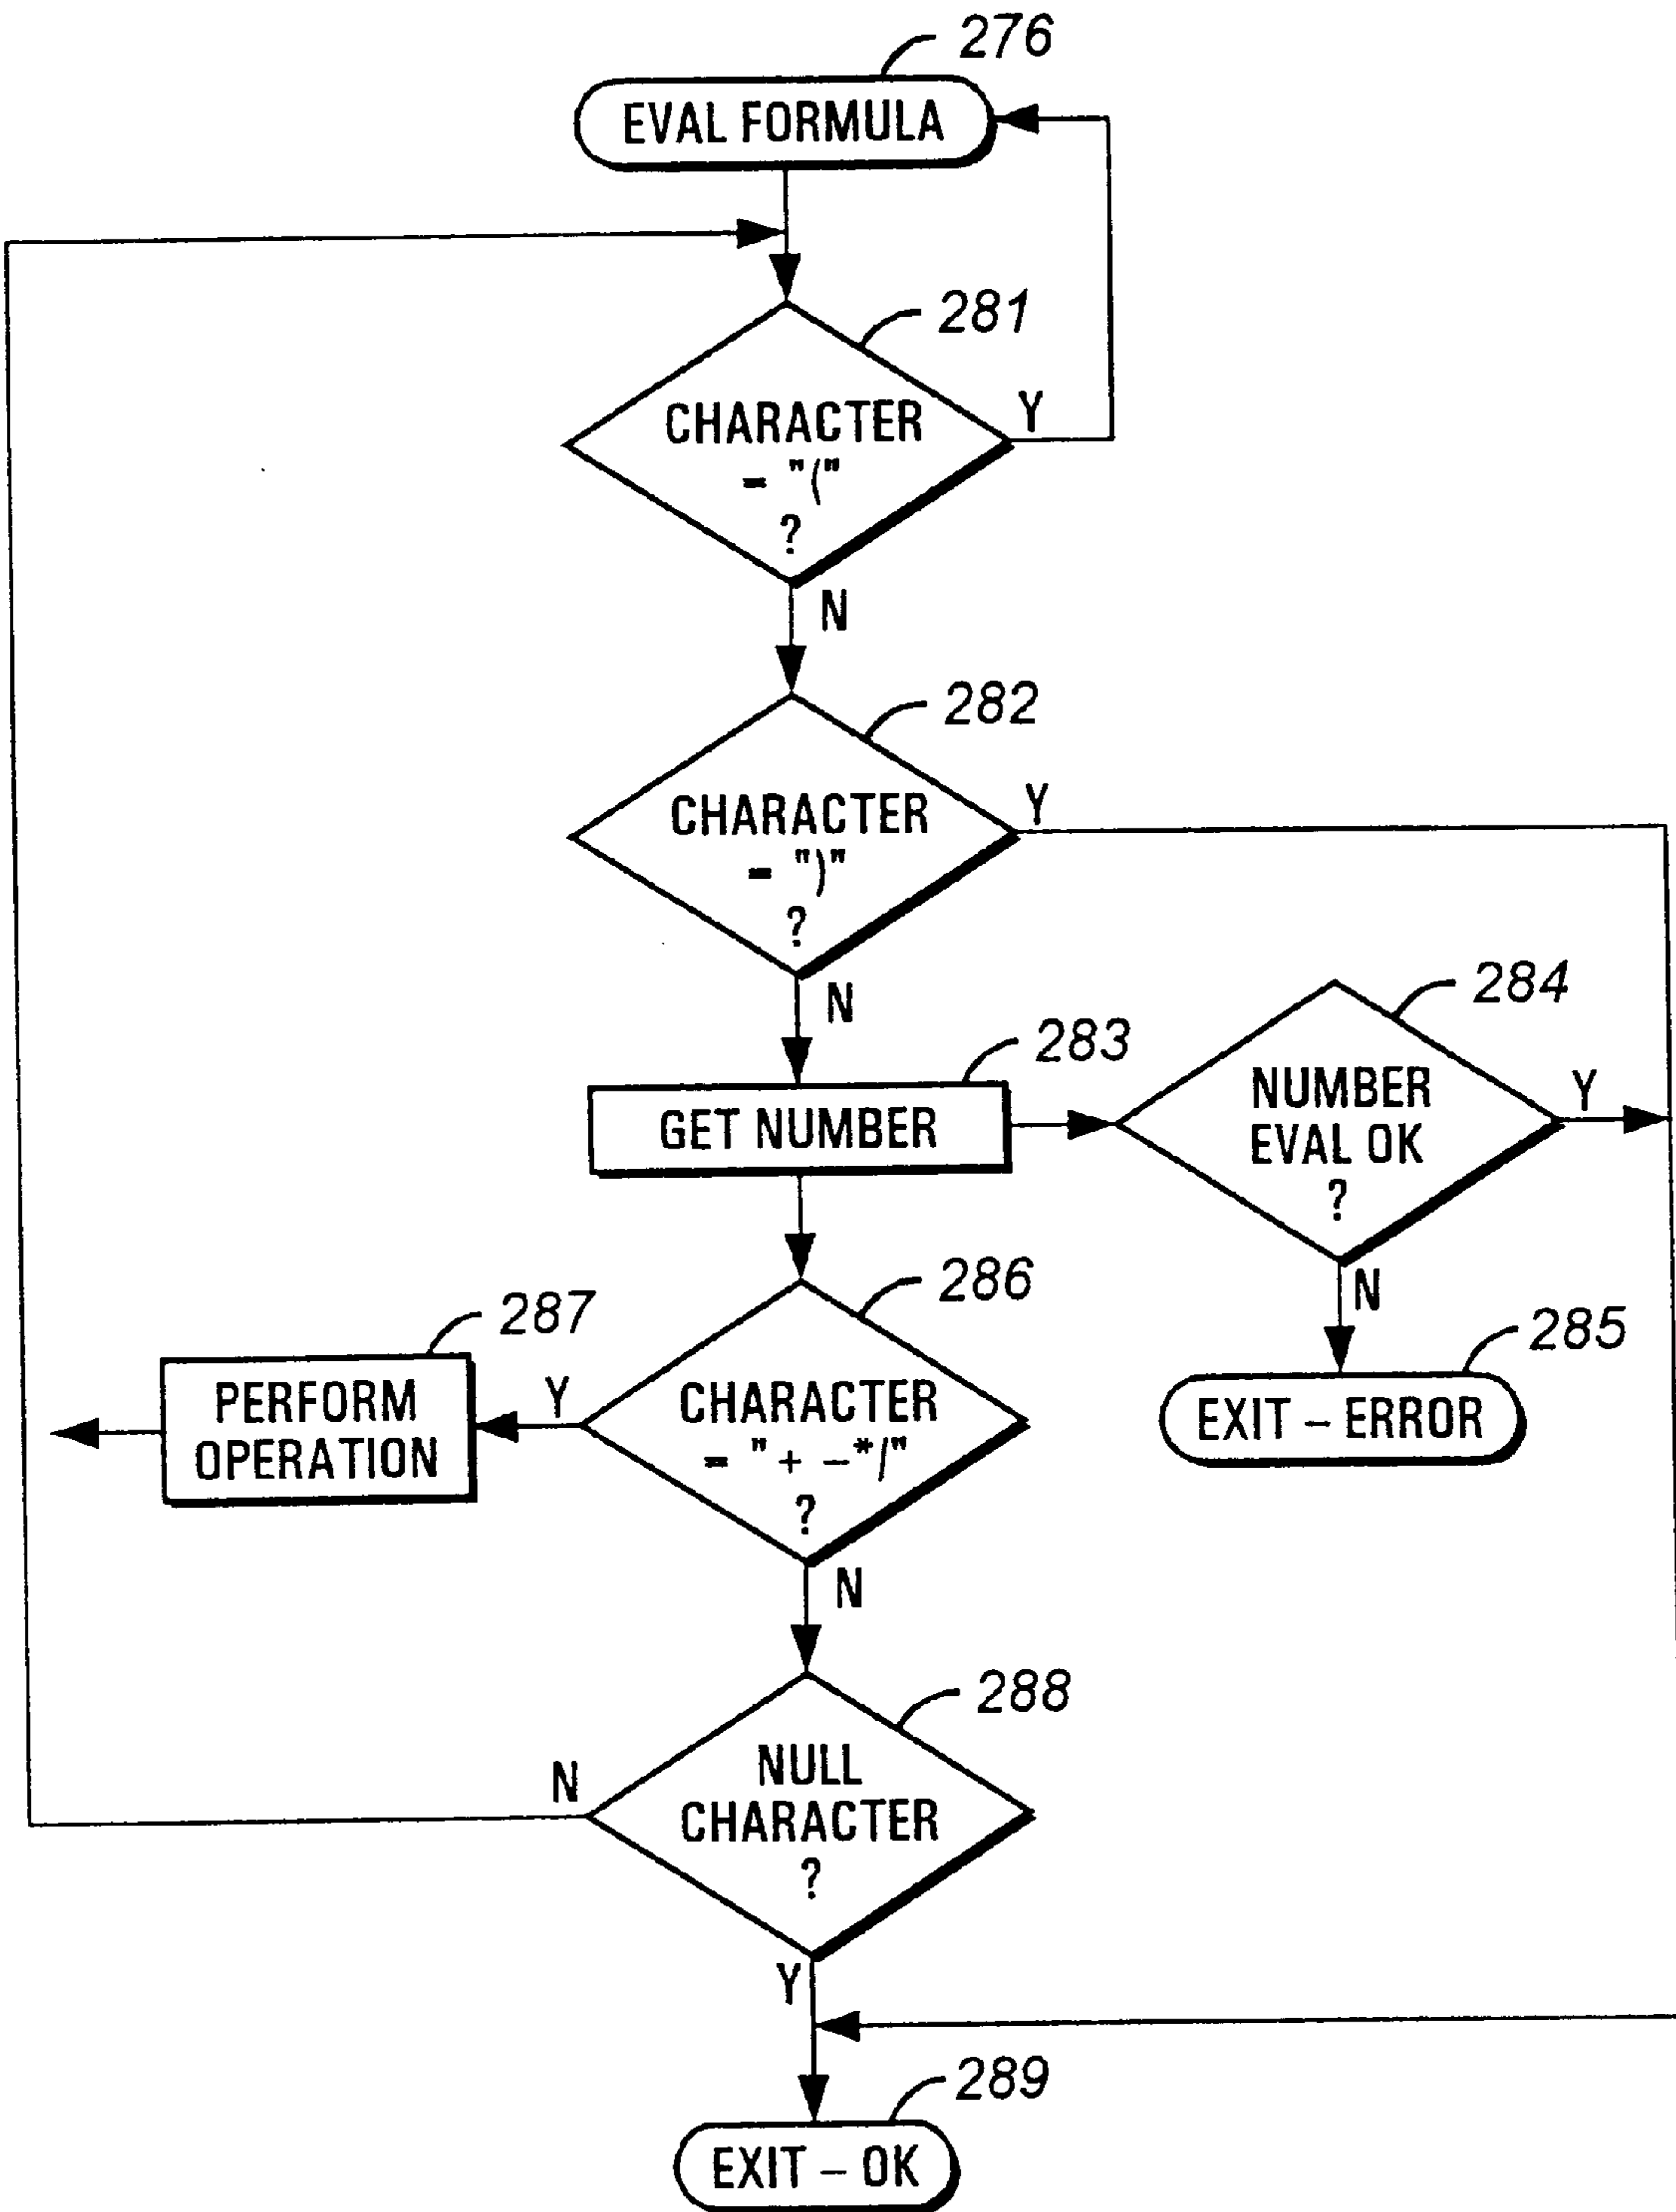 276
EVAL FORMULA
281
CHARACTER
= "("
?
Y
N
282
CHARACTER
= ")"
?
Y
N
283
GET NUMBER
284
NUMBER
EVAL OK
?
Y
N
285
EXIT – ERROR
286
CHARACTER
= " + –*/"
?
Y
N
287
PERFORM
OPERATION
288
NULL
CHARACTER
?
N
Y
289
EXIT – OK